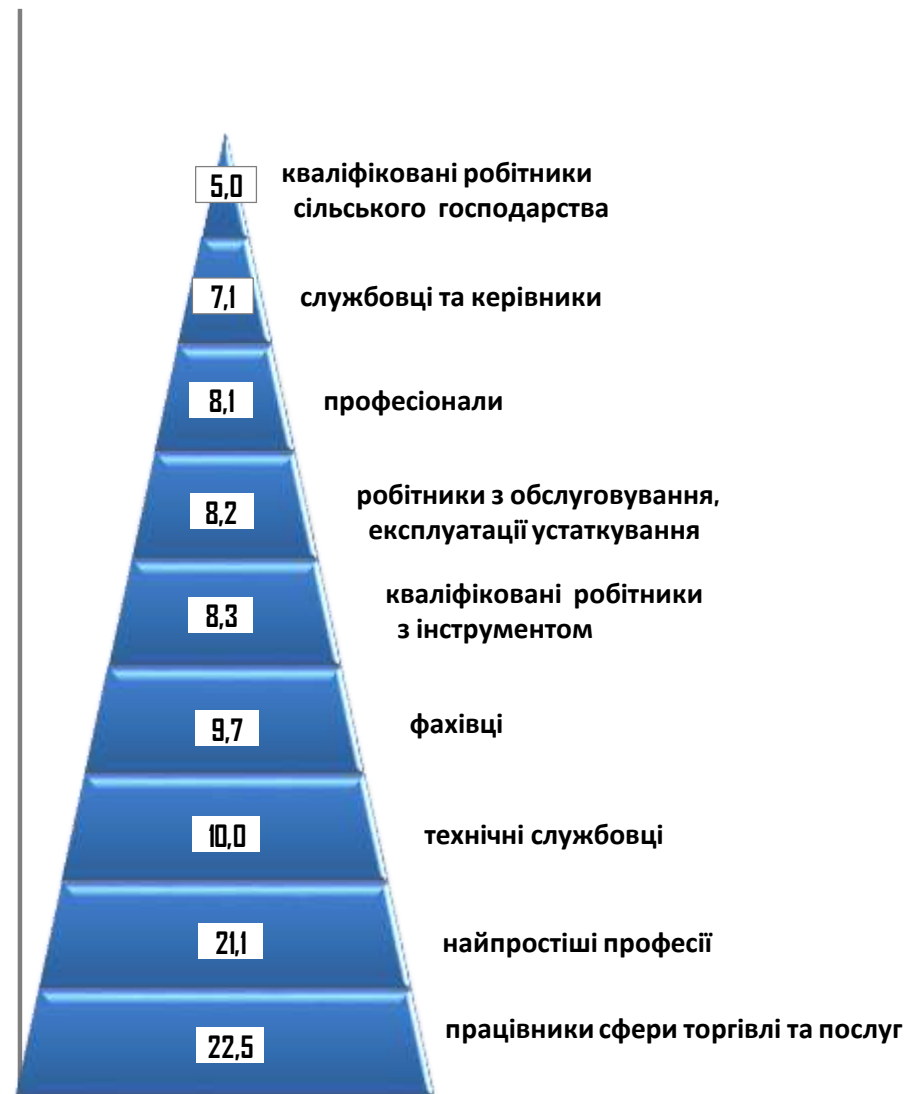 5,0
кваліфіковані робітники
сільського господарства
7,1
службовці та керівники
8,1
професіонали
8,2
робітники з обслуговування,
експлуатації устаткування
8,3
кваліфіковані робітники
з інструментом
9,7
фахівці
10,0
технічні службовці
21,1
найпростіші професії
22,5
працівники сфери торгівлі та послуг